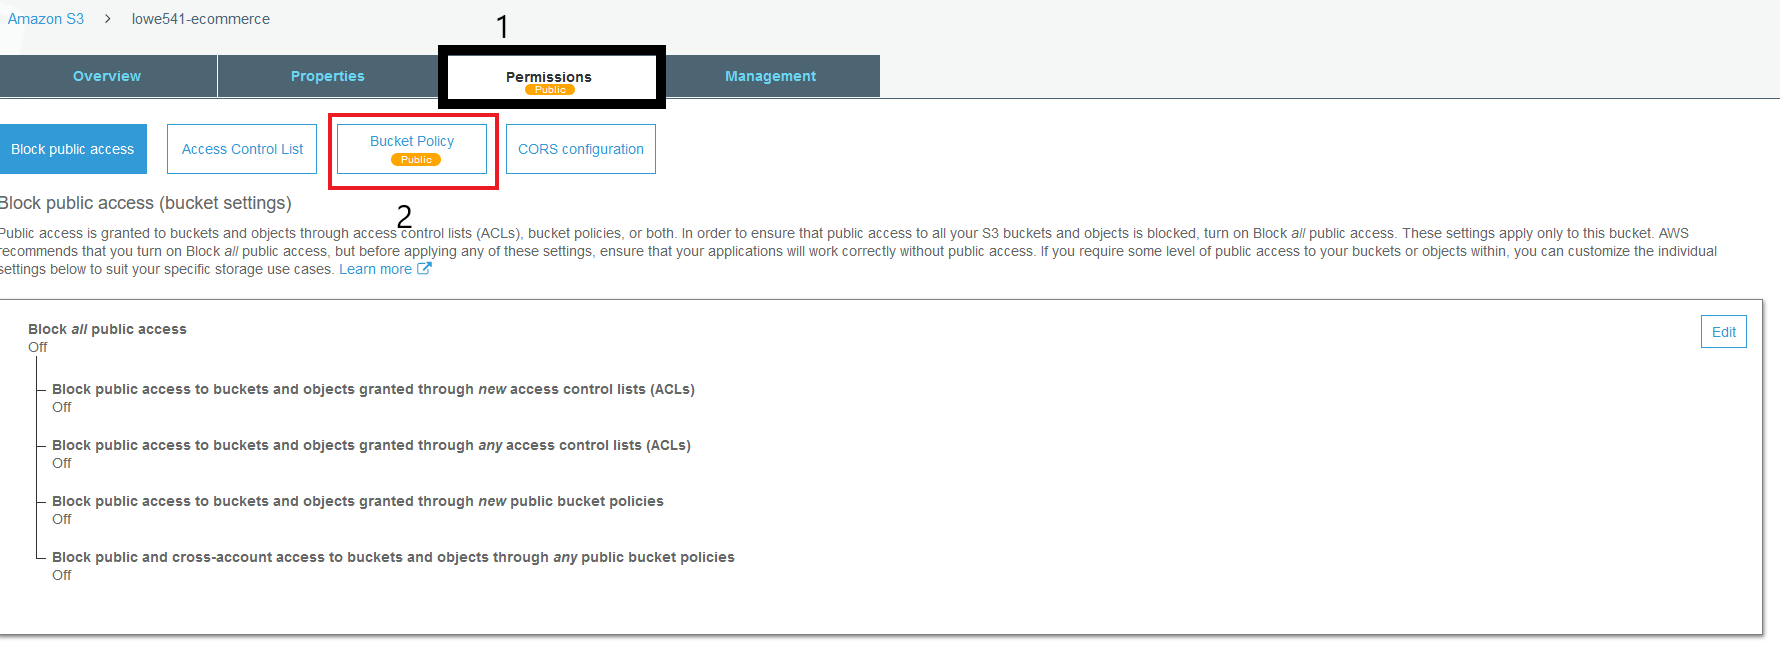 Amazon S3 > lowe541-ecommerce
1
Overview Properties Permissions Management
Public
Block public access Access Control List Bucket Policy CORS configuration
Public
2
Block public access (bucket settings)
Public access is granted to buckets and objects through access control lists (ACLs), bucket policies, or both. In order to ensure that public access to all your S3 buckets and objects is blocked, turn on Block all public access. These settings apply only to this bucket. AWS
recommends that you turn on Block all public access, but before applying any of these settings, ensure that your applications will work correctly without public access. If you require some level of public access to your buckets or objects within, you can customize the individual
settings below to suit your specific storage use cases. Learn more
Block all public access
Edit
Off
Block public access to buckets and objects granted through new access control lists (ACLs)
Off
Block public access to buckets and objects granted through any access control lists (ACLs)
Off
Block public access to buckets and objects granted through new public bucket policies
Off
Block public and cross-account access to buckets and objects through any public bucket policies
Off